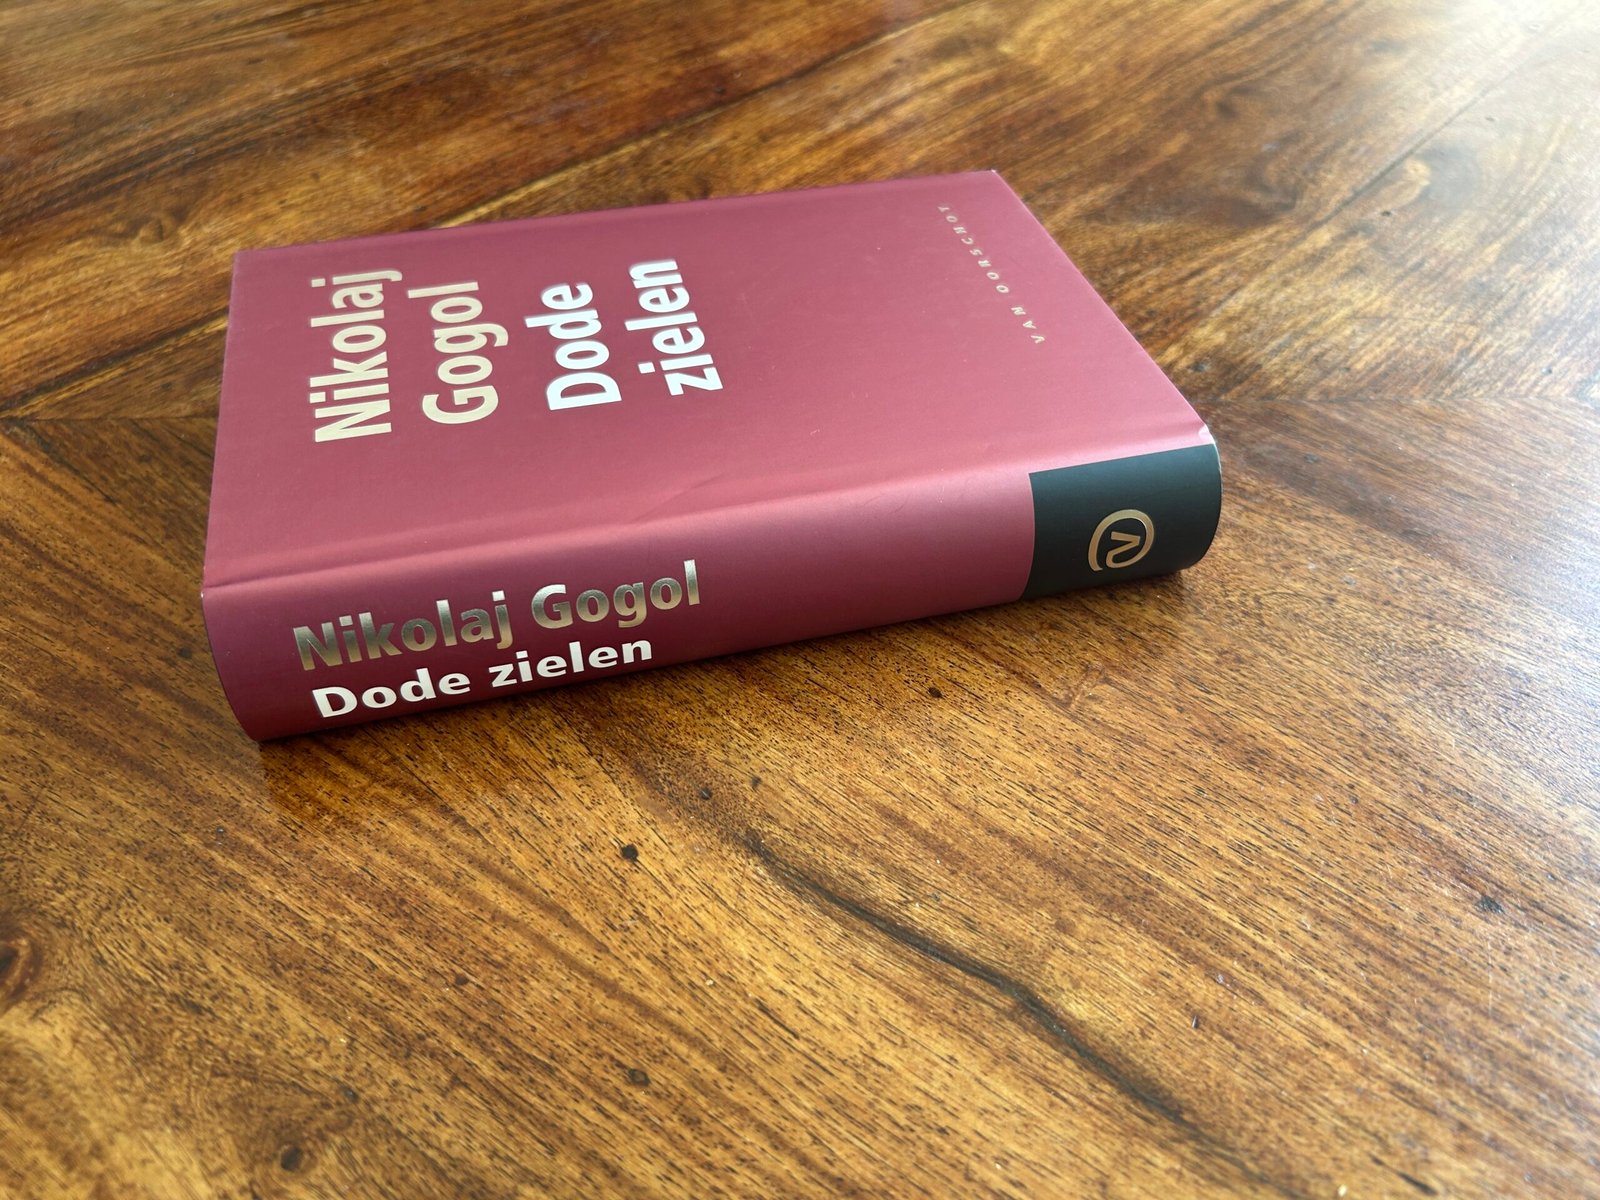 Nikolaj
Gogol
Dode
zielen
VAN OORSCHOT
Nikolaj Gogol
Dode zielen